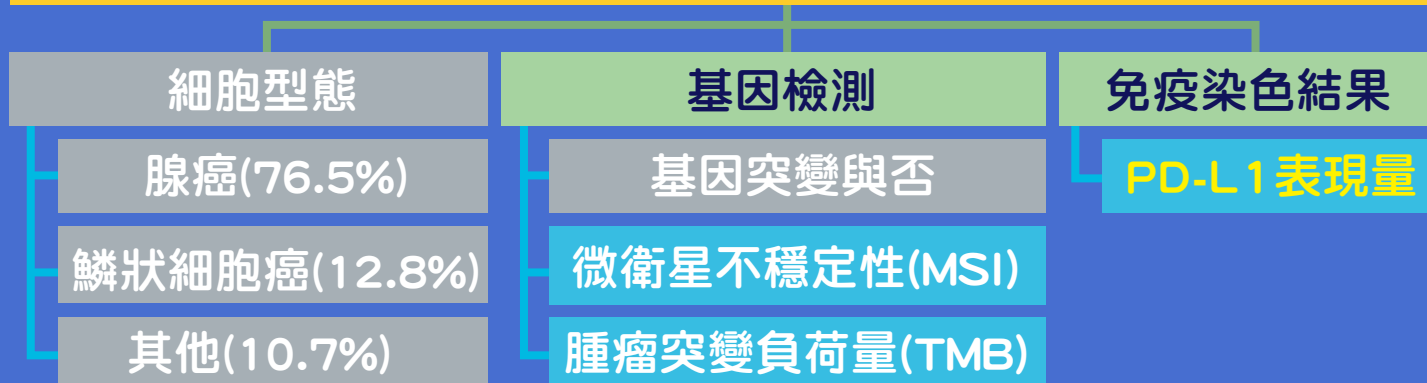 細胞型態
腺癌(76.5%)
鱗狀細胞癌(12.8%)
其他(10.7%)
基因檢測
基因突變與否
微衛星不穩定性(MSI)
腫瘤突變負荷量(TMB)
免疫染色結果
PD-L1表現量